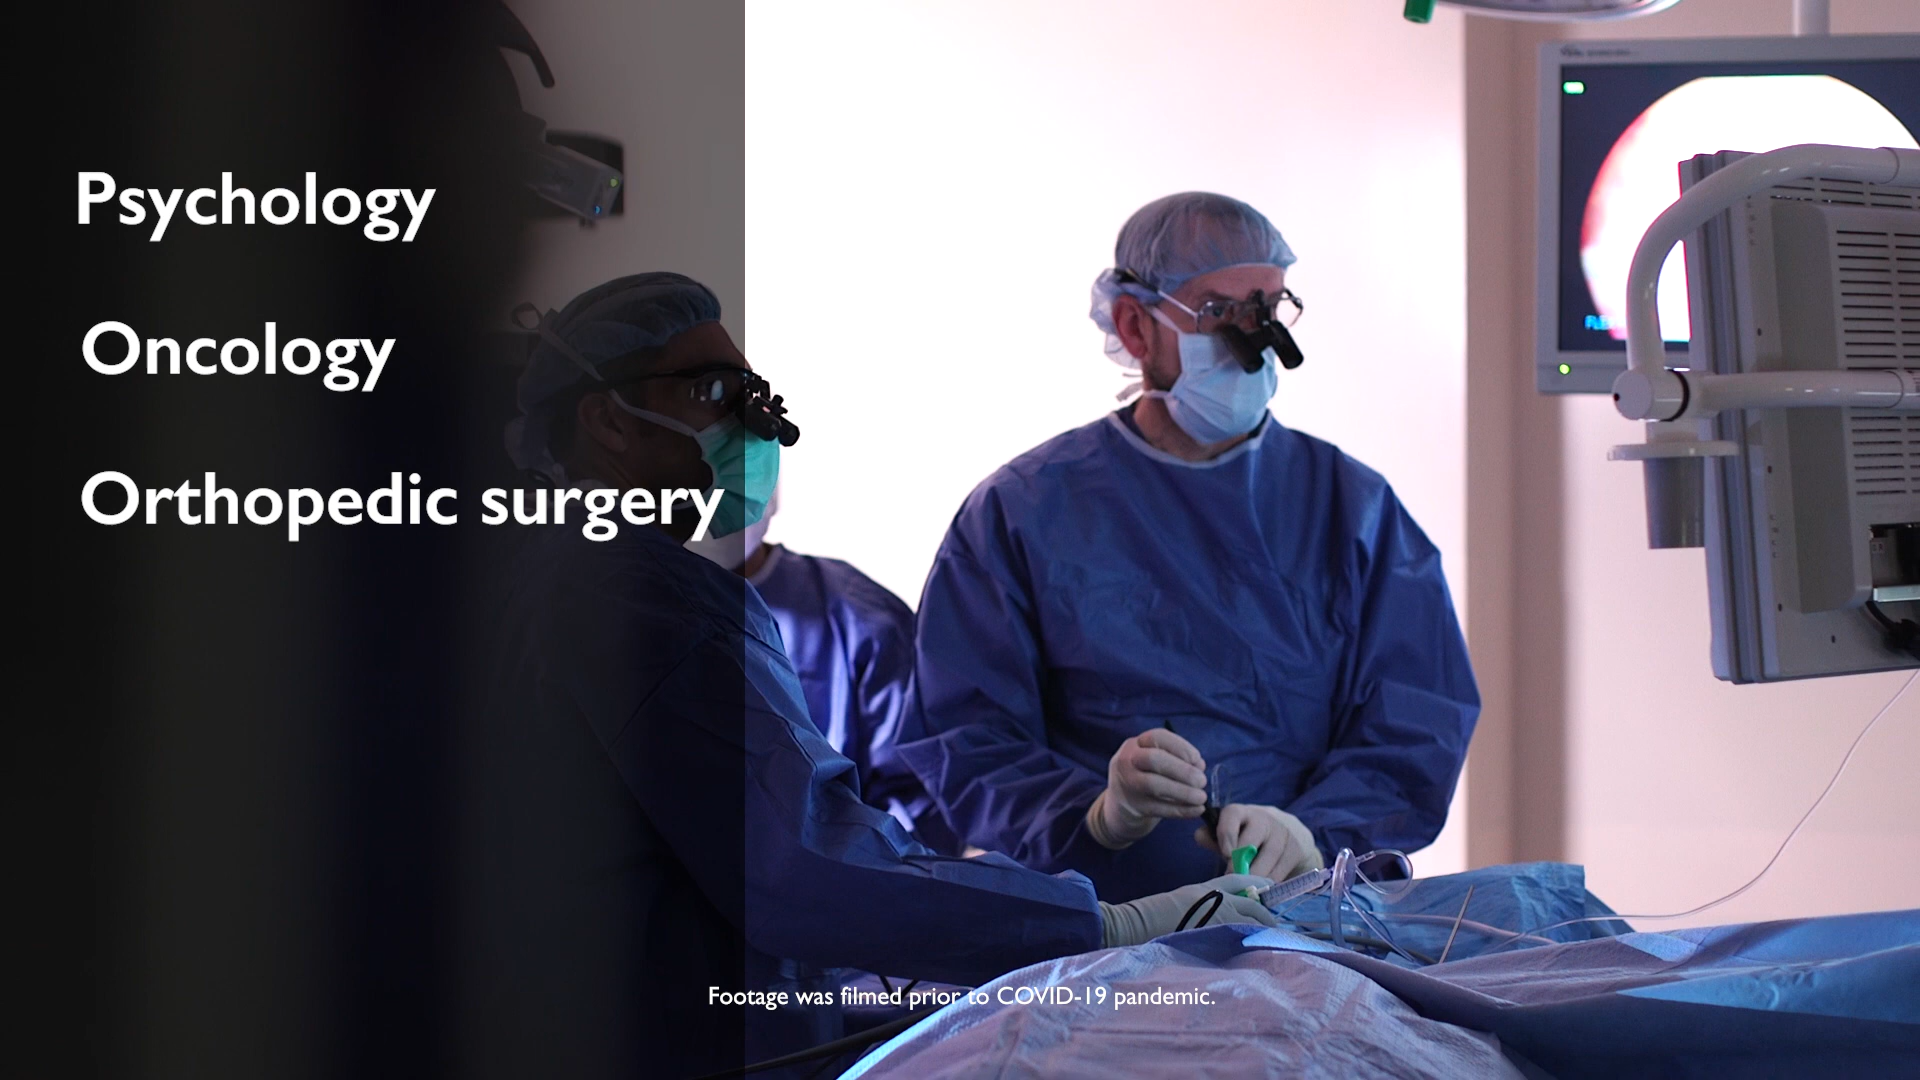 Psychology
Oncology
Orthopedic surgery
Footage was filmed prior to COVID-19 pandemic.